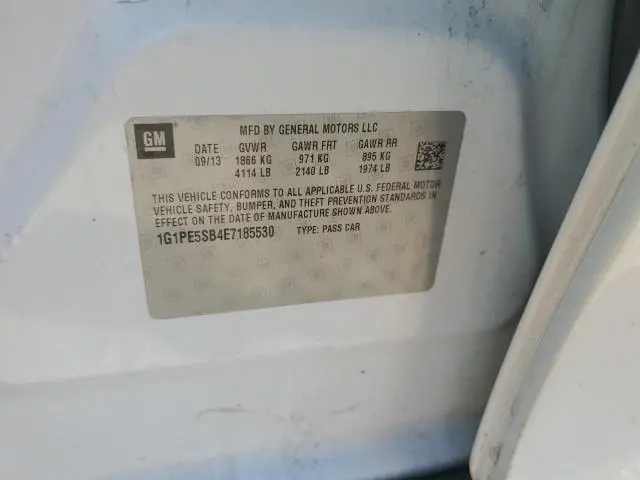 GM
MFD BY GENERAL MOTORS LLC
DATE GVWR GAWR FRT GAWR RR
09/13 1866 KG 971 KG 895 KG
4114 LB 2140 LB 1974 LB
THIS VEHICLE CONFORMS TO ALL APPLICABLE U.S. FEDERAL MOTOR
VEHICLE SAFETY, BUMPER, AND THEFT PREVENTION STANDARDS IN
EFFECT ON THE DATE OF MANUFACTURE SHOWN ABOVE.
1G1PE5SB4E7185530 TYPE: PASS CAR